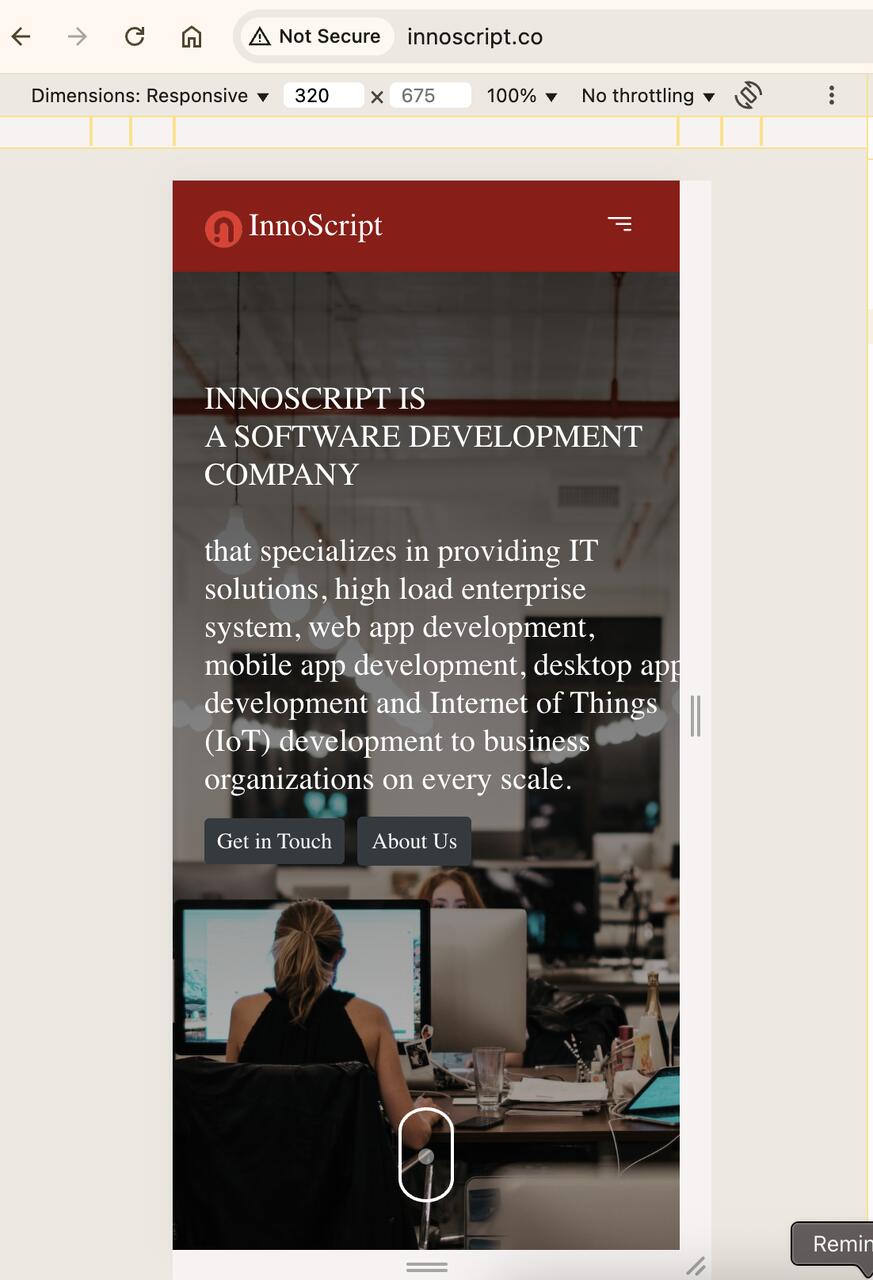 Not Secure innoscript.co
Dimensions: Responsive 320 × 675 100% No throttling
InnoScript
INNOSCRIPT IS
A SOFTWARE DEVELOPMENT
COMPANY
that specializes in providing IT
solutions, high load enterprise
system, web app development,
mobile app development, desktop app
development and Internet of Things
(IoT) development to business
organizations on every scale.
Get in Touch About Us
Remin